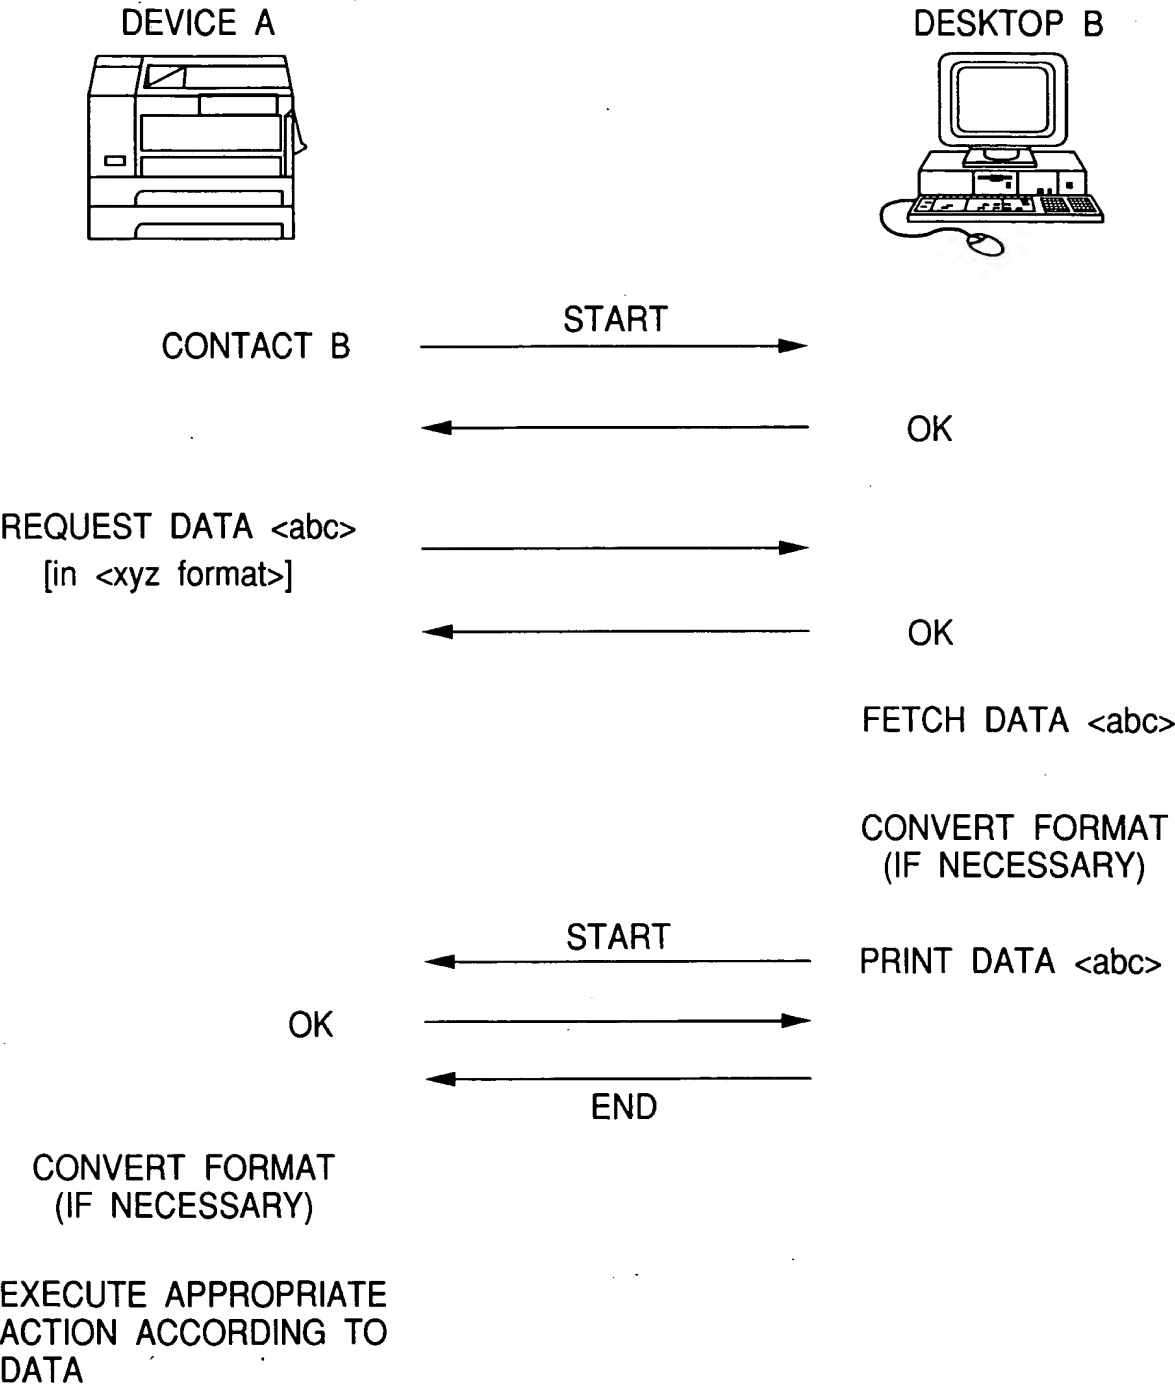 DEVICE A
DESKTOP B
START
CONTACT B
OK
REQUEST DATA <abc>
[in <xyz format>]
OK
FETCH DATA <abc>
CONVERT FORMAT
(IF NECESSARY)
START
PRINT DATA <abc>
OK
END
CONVERT FORMAT
(IF NECESSARY)
EXECUTE APPROPRIATE
ACTION ACCORDING TO
DATA